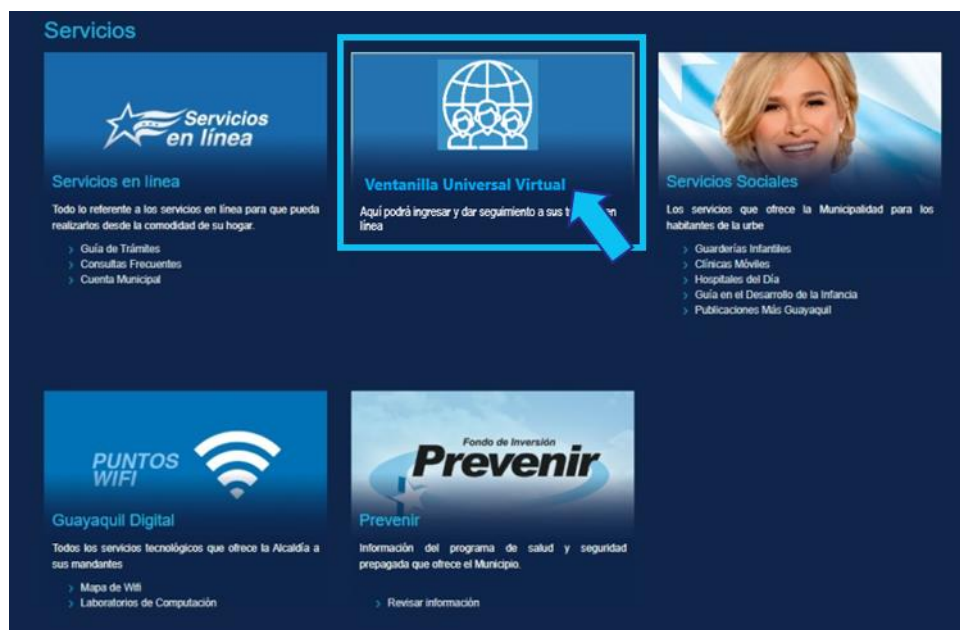 Servicios
Servicios
en línea
Servicios en línea
Todo lo referente a los servicios en línea para que pueda
realizarlos desde la comodidad de su hogar.
Guía de Trámites
Consultas Frecuentes
Cuenta Municipal
Ventanilla Universal Virtual
Aquí podrá ingresar y dar seguimiento a sus en
línea
Servicios Sociales
Los servicios que ofrece la Municipalidad para los
habitantes de la urbe
Guarderías Infantiles
Clínicas Móviles
Hospitales del Día
Guía en el Desarrollo de la Infancia
Publicaciones Más Guayaquil
PUNTOS
WIFI
Guayaquil Digital
Todos los servicios tecnológicos que ofrece la Alcaldía a
sus mandantes
Mapa de Wifi
Laboratorios de Computación
Fondo de Inversión
Prevenir
Prevenir
Información del programa de salud y seguridad
prepagada que ofrece el Municipio.
Revisar información